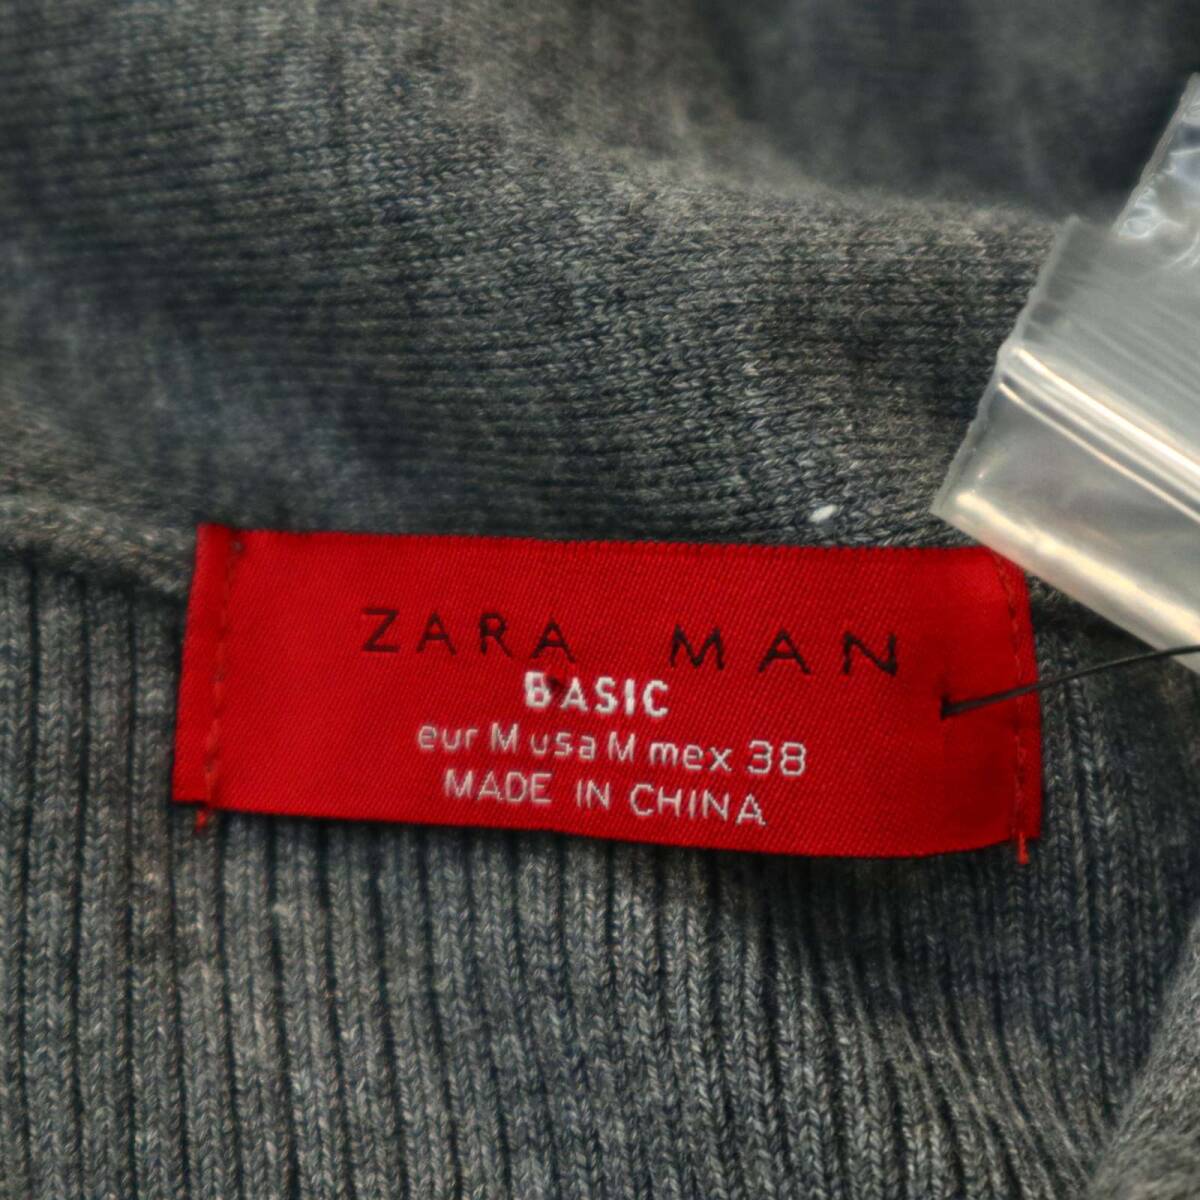 ZARA MAN
BASIC
eur M usa M mex 38
MADE IN CHINA